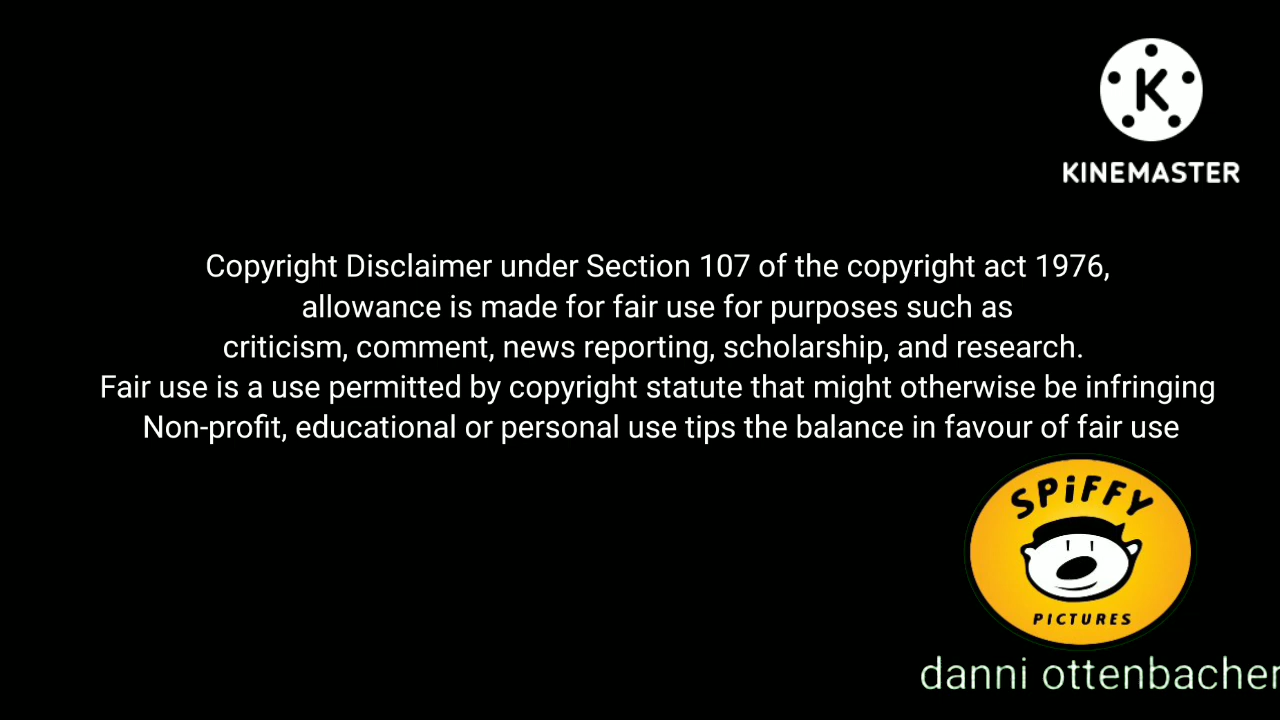 K
KINEMASTER
Copyright Disclaimer under Section 107 of the copyright act 1976,
allowance is made for fair use for purposes such as
criticism, comment, news reporting, scholarship, and research.
Fair use is a use permitted by copyright statute that might otherwise be infringing
Non-profit, educational or personal use tips the balance in favour of fair use
SPiFFY
PICTURES
danni ottenbacher